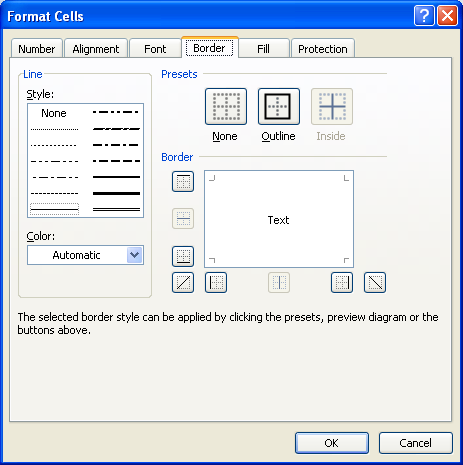 Format Cells
Number Alignment Font Border Fill Protection
Line
Style:
None
Color:
Automatic
Presets
None Outline Inside
Border
Text
The selected border style can be applied by clicking the presets, preview diagram or the
buttons above.
OK Cancel